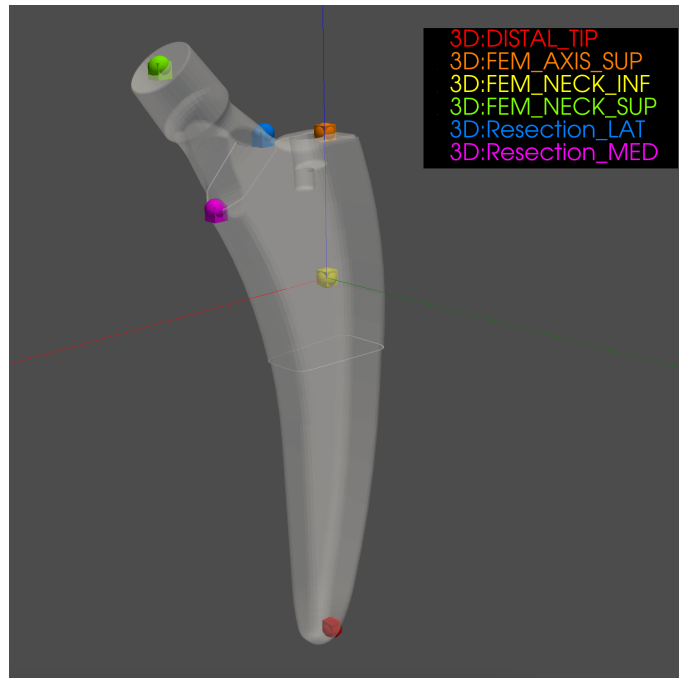 3D:DISTAL_TIP
3D:FEM_AXIS_SUP
3D:FEM_NECK_INF
3D:FEM_NECK_SUP
3D:Resection_LAT
3D:Resection_MED